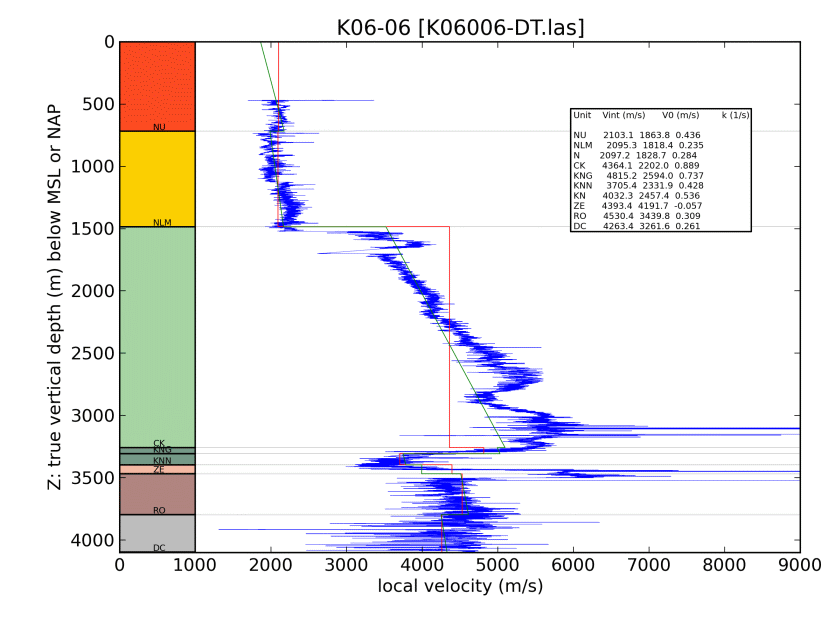 K06-06 [K06006-DT.las]
Z: true vertical depth (m) below MSL or NAP
0
500
1000
1500
2000
2500
3000
3500
4000
NU
NLM
CK
KNG
KNN
ZE
RO
DC
Unit Vint (m/s) V0 (m/s) k (1/s)
NU 2103.1 1863.8 0.436
NLM 2095.3 1818.4 0.235
N 2097.2 1828.7 0.284
CK 4364.1 2202.0 0.889
KNG 4815.2 2594.0 0.737
KNN 3705.4 2331.9 0.428
KN 4032.3 2457.4 0.536
ZE 4393.4 4191.7 -0.057
RO 4530.4 3439.8 0.309
DC 4263.4 3261.6 0.261
0 1000 2000 3000 4000 5000 6000 7000 8000 9000
local velocity (m/s)